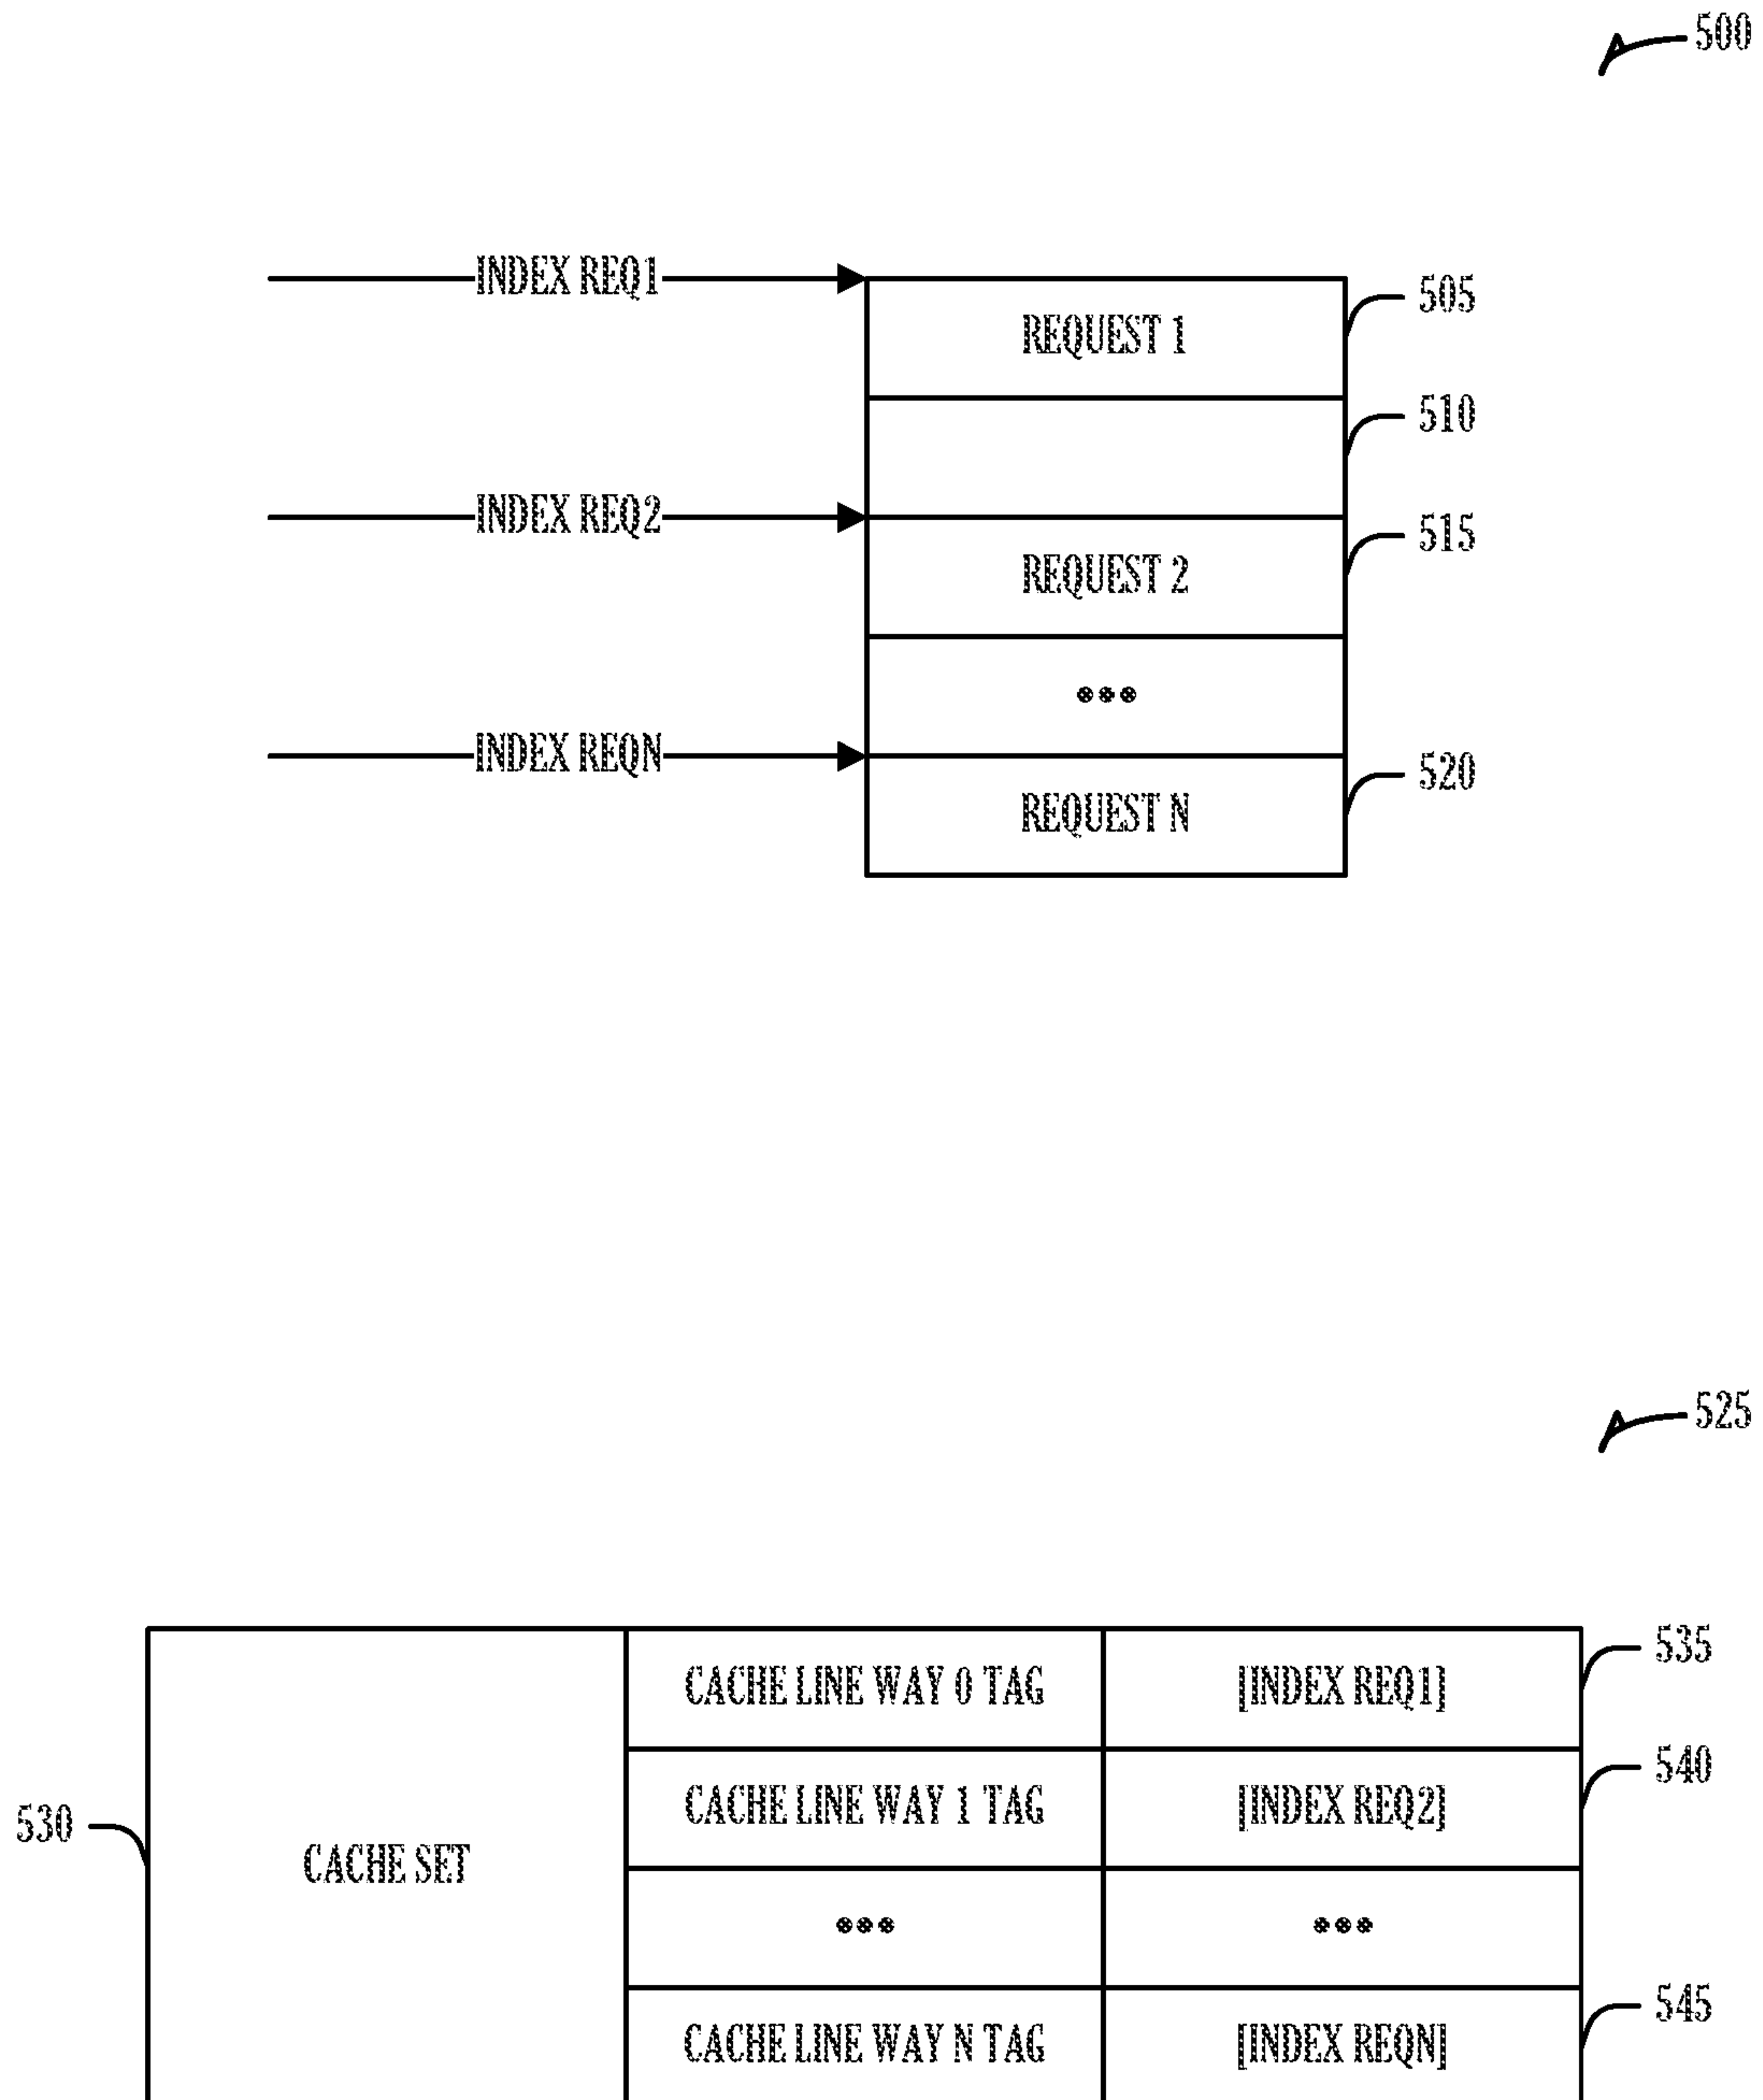 500
INDEX REQ1
505
REQUEST 1
510
INDEX REQ2
515
REQUEST 2
•••
INDEX REQN
520
REQUEST N
525
535
CACHE LINE WAY 0 TAG [INDEX REQ1]
540
CACHE LINE WAY 1 TAG [INDEX REQ2]
530
CACHE SET
••• •••
545
CACHE LINE WAY N TAG [INDEX REQN]